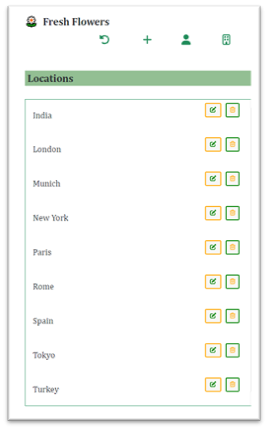 Fresh Flowers
Locations
India
London
Munich
New York
Paris
Rome
Spain
Tokyo
Turkey